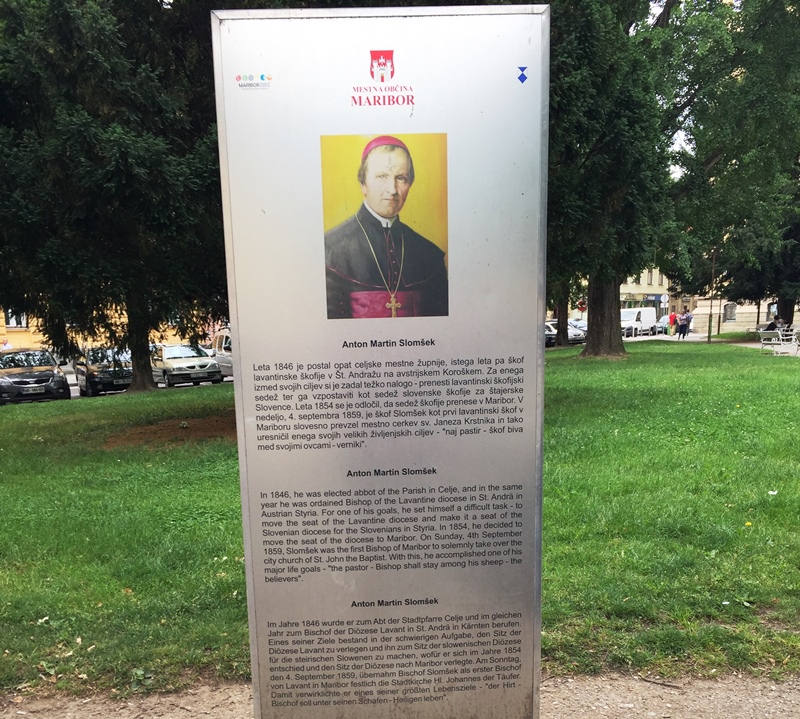 MARIBOR
MESTNA OBČINA
MARIBOR
Anton Martin Slomšek
Leta 1846 je postal opat celjske mestne župnije, istega leta pa škof
lavantinske škofije v Št. Andražu na avstrijskem Koroškem. Za enega
izmed svojih ciljev si je zadal težko nalogo - prenesti lavantinski škofijski
sedež ter ga vzpostaviti kot sedež slovenske škofije za štajerske
Slovence. Leta 1854 se je odločil, da sedež škofije prenese v Maribor. V
nedeljo, 4. septembra 1859, je škof Slomšek kot prvi lavantinski škof v
Mariboru slovesno prevzel mestno cerkev sv. Janeza Krstnika in tako
uresničil enega svojih velikih življenjskih ciljev - "naj pastir - škof biva
med svojimi ovcami - verniki".
Anton Martin Slomšek
In 1846, he was elected abbot of the Parish in Celje, and in the same
year he was ordained Bishop of the Lavantine diocese in St. Andrä in
Austrian Styria. For one of his goals, he set himself a difficult task - to
move the seat of the Lavantine diocese and make it a seat of the
Slovenian diocese for the Slovenians in Styria. In 1854, he decided to
move the seat of the diocese to Maribor. On Sunday, 4th September
1859, Slomšek was the first Bishop of Maribor to solemnly take over the
city church of St. John the Baptist. With this, he accomplished one of his
major life goals - "the pastor - Bishop shall stay among his sheep - the
believers".
Anton Martin Slomšek
Im Jahre 1846 wurde er zum Abt der Stadtpfarre Celje und im gleichen
Jahr zum Bischof der Diözese Lavant in St. Andrä in Kärnten berufen.
Eines seiner Ziele bestand in der schwierigen Aufgabe, den Sitz der
Diözese Lavant zu verlegen und ihn zum Sitz der slowenischen Diözese
für die steirischen Slowenen zu machen, wofür er sich im Jahre 1854
entschied und den Sitz der Diözese nach Maribor verlegte. Am Sonntag,
den 4. September 1859, übernahm Bischof Slomšek als erster Bischof
von Lavant in Maribor festlich die Stadtkirche Hl. Johannes der Täufer.
Damit verwirklichte er eines seiner größten Lebensziele - "der Hirt -
Bischof soll unter seinen Schafen - Heiligen leben".